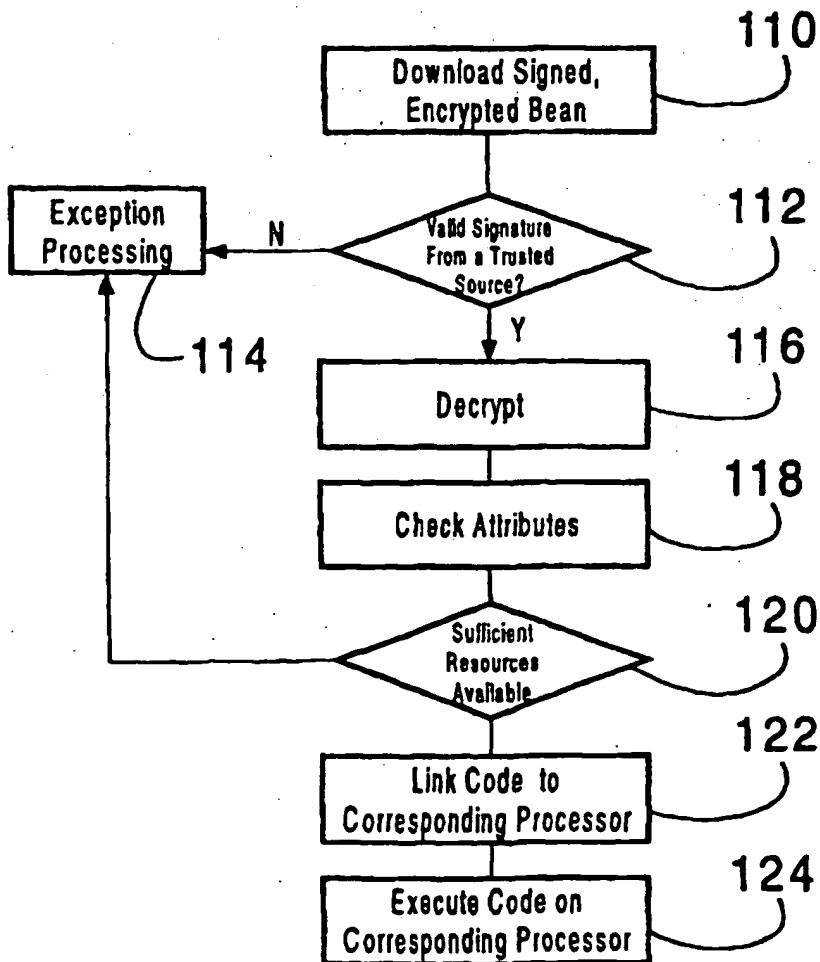 110
Download Signed,
Encrypted Bean
112
Valid Signature
From a Trusted
Source?
N
Exception
Processing
114
Y
116
Decrypt
118
Check Attributes
120
Sufficient
Resources
Available
122
Link Code to
Corresponding Processor
124
Execute Code on
Corresponding Processor